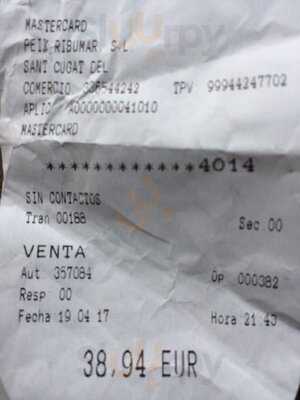 MASTERCARD
PEIX RIBUMAR, S.L
SANT CUGAT DEL
COMERCIO 335544242 TPV 99944247702
APLIC A0000000041010
MASTERCARD
************4014
SIN CONTACTOS
Tran 00188 Sec 00
VENTA
Aut 357084 Op 000382
Resp 00
Fecha 19 04 17 Hora 21 43
38,94 EUR